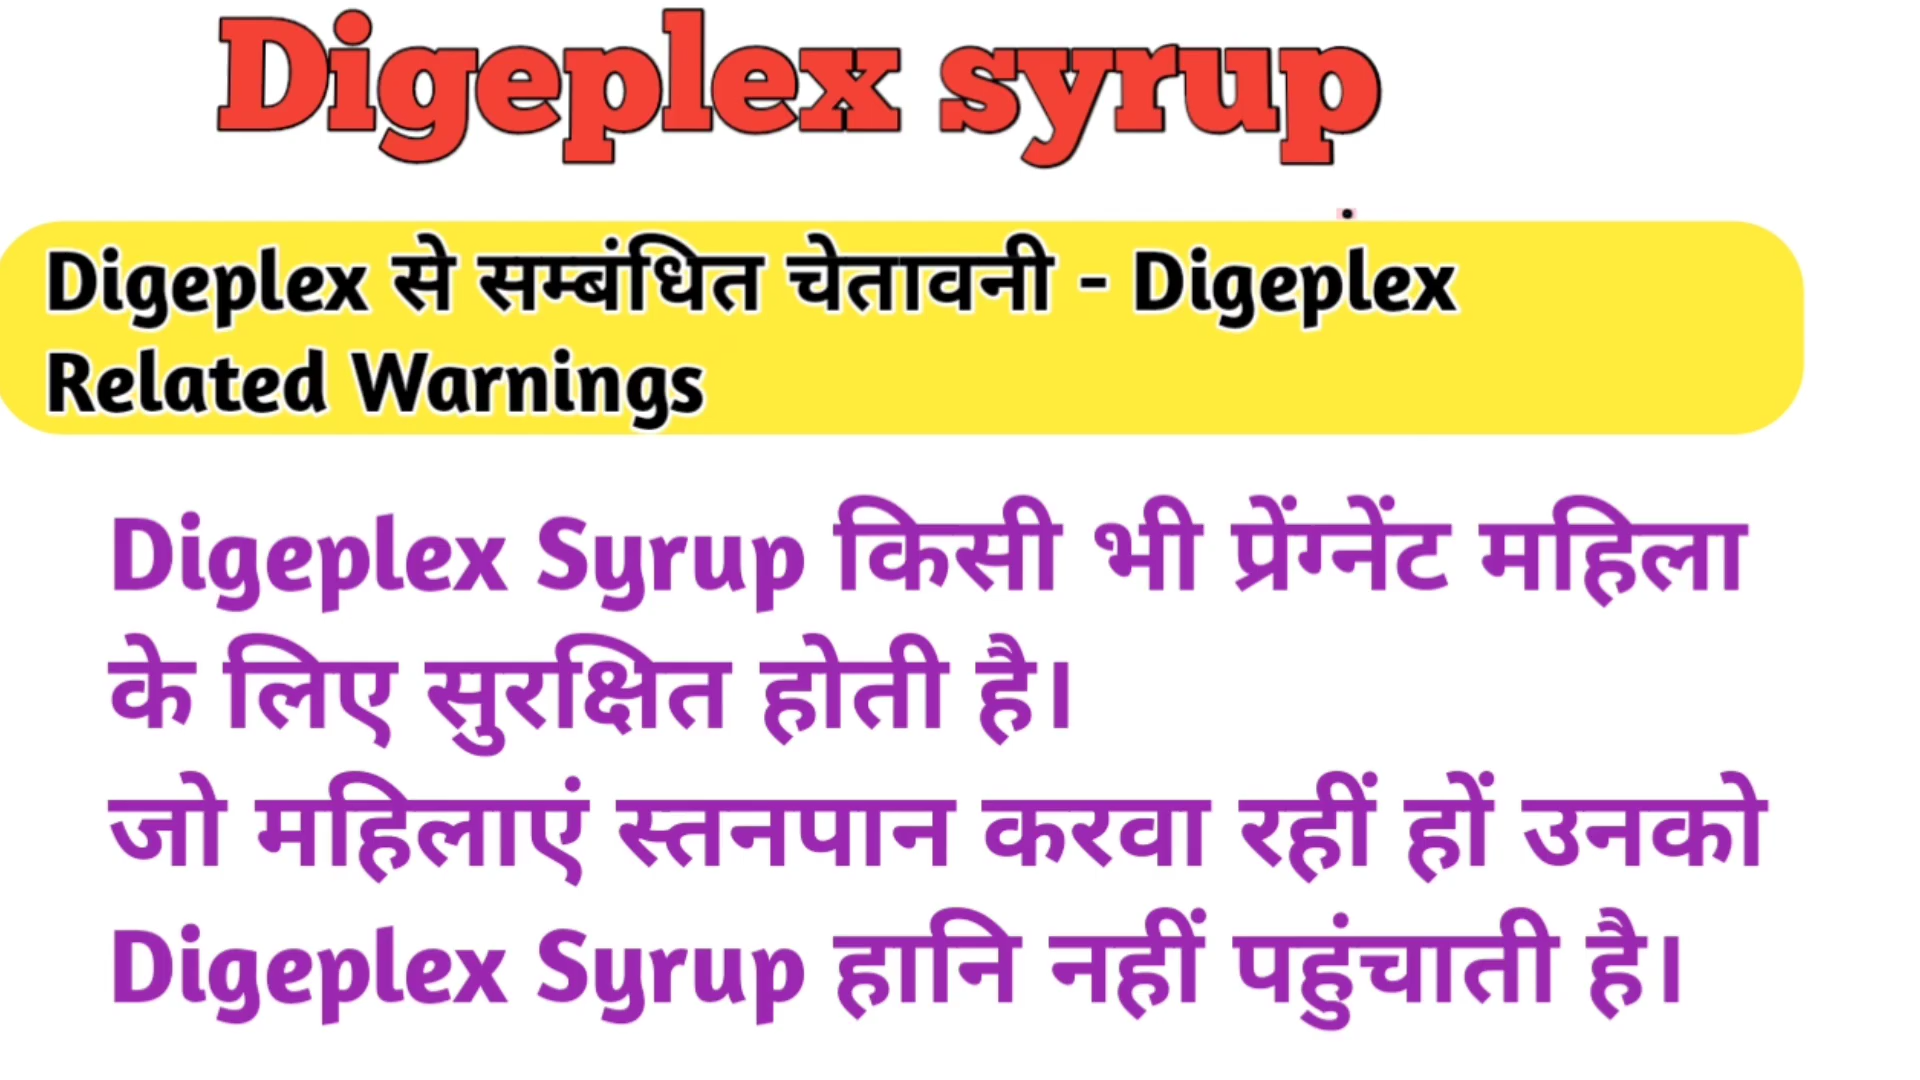 Digeplex syrup
Digeplex से सम्बंधित चेतावनी - Digeplex
Related Warnings
Digeplex Syrup किसी भी प्रेंग्नेंट महिला
के लिए सुरक्षित होती है।
जो महिलाएं स्तनपान करवा रहीं हों उनको
Digeplex Syrup हानि नहीं पहुंचाती है।